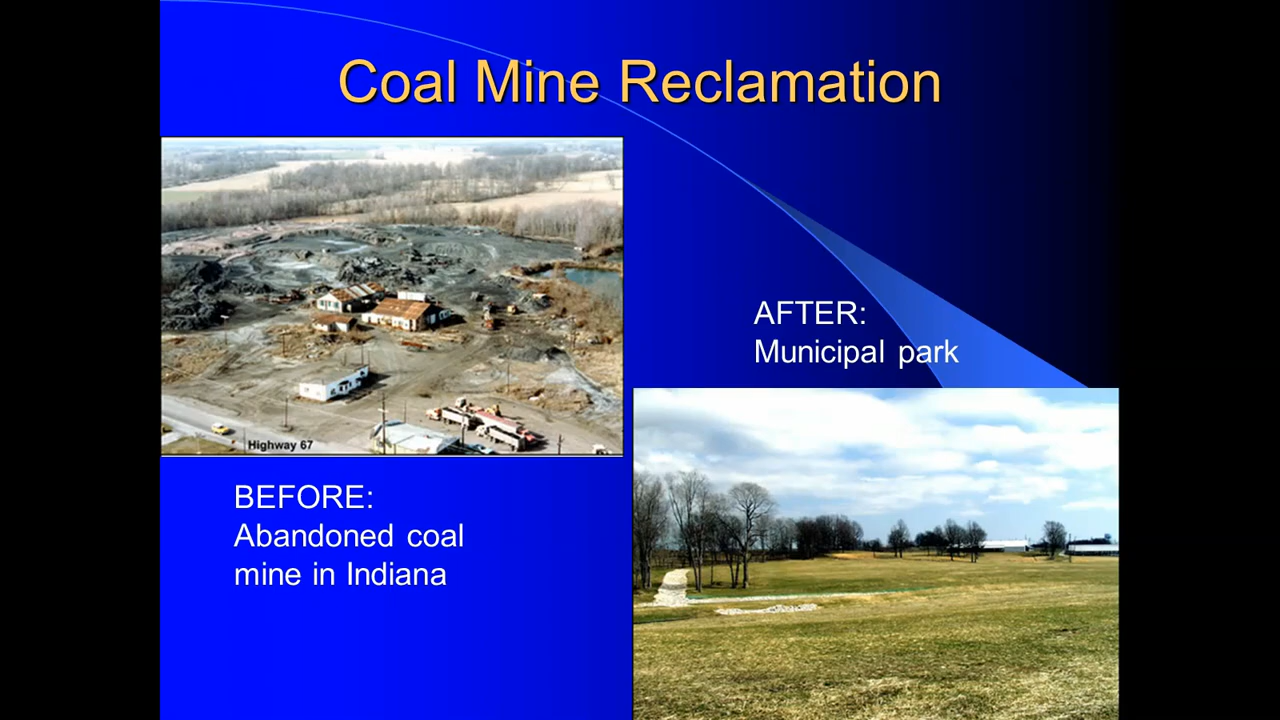 Coal Mine Reclamation
Highway 67
AFTER:
Municipal park
BEFORE:
Abandoned coal
mine in Indiana